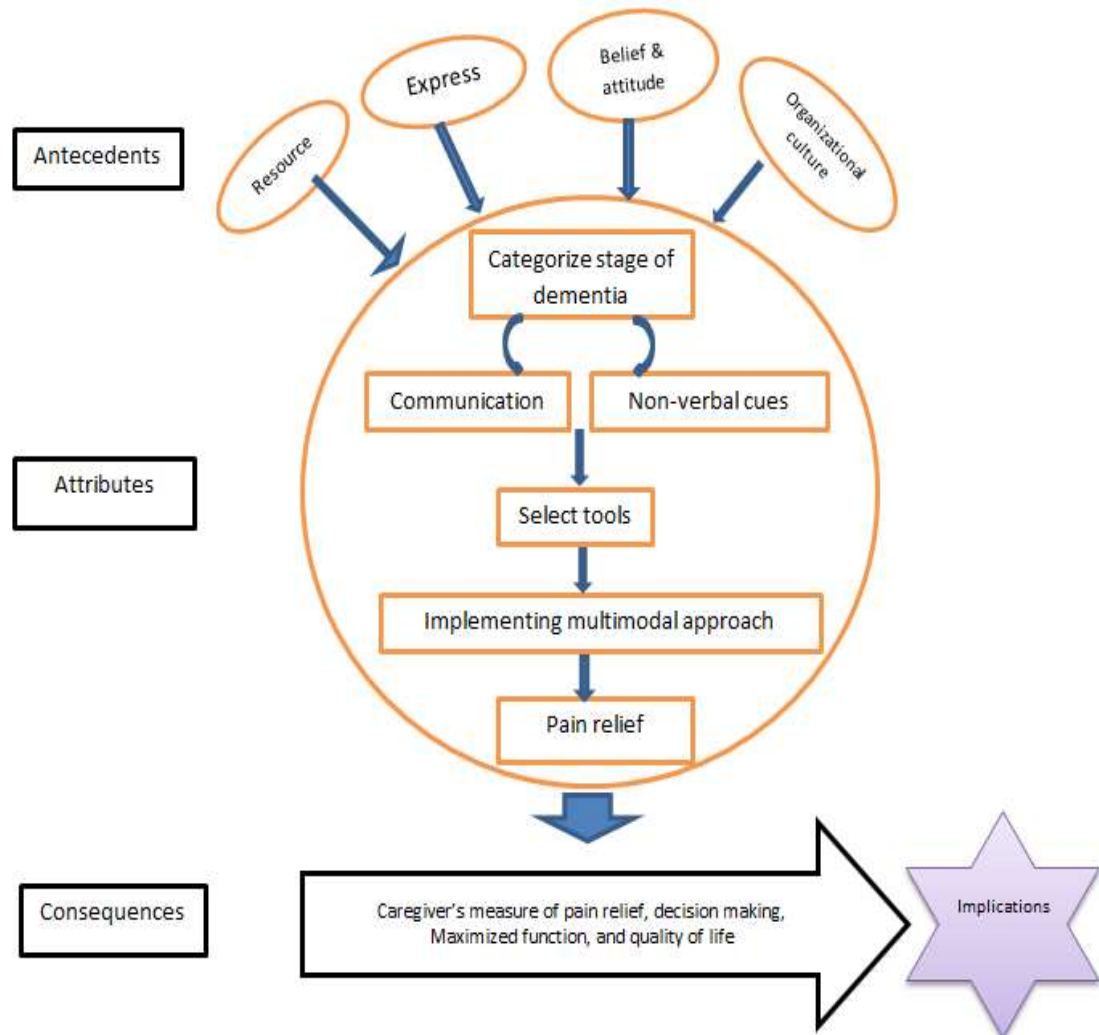 Belief &
attitude
Express
Organizational
culture
Resource
Antecedents
Categorize stage of
dementia
Communication
Non-verbal cues
Attributes
Select tools
Implementing multimodal approach
Pain relief
Consequences
Caregiver's measure of pain relief, decision making,
Maximized function, and quality of life
Implications